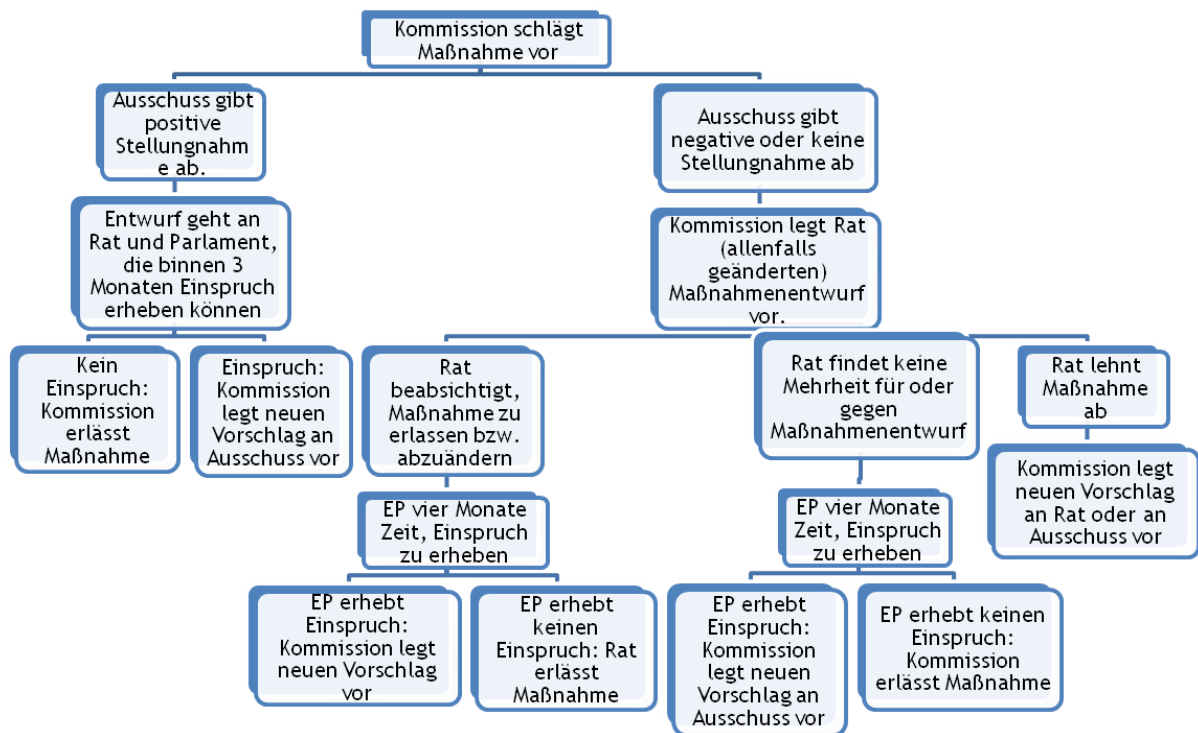 Kommission schlägt
Maßnahme vor
Ausschuss gibt
positive
Stellungnahm
e ab.
Ausschuss gibt
negative oder keine
Stellungnahme ab
Entwurf geht an
Rat und Parlament,
die binnen 3
Monaten Einspruch
erheben können
Kommission legt Rat
(allenfalls
geänderten)
Maßnahmenentwurf
vor.
Kein
Einspruch:
Kommission
erlässt
Maßnahme
Einspruch:
Kommission
legt neuen
Vorschlag an
Ausschuss vor
Rat
beabsichtigt,
Maßnahme zu
erlassen bzw.
abzuändern
Rat findet keine
Mehrheit für oder
gegen
Maßnahmenentwurf
Rat lehnt
Maßnahme
ab
EP vier Monate
Zeit, Einspruch
zu erheben
EP vier Monate
Zeit, Einspruch
zu erheben
Kommission legt
neuen Vorschlag
an Rat oder an
Ausschuss vor
EP erhebt
Einspruch:
Kommission legt
neuen Vorschlag
vor
EP erhebt
keinen
Einspruch: Rat
erlässt
Maßnahme
EP erhebt
Einspruch:
Kommission
legt neuen
Vorschlag an
Ausschuss vor
EP erhebt keinen
Einspruch:
Kommission
erlässt Maßnahme